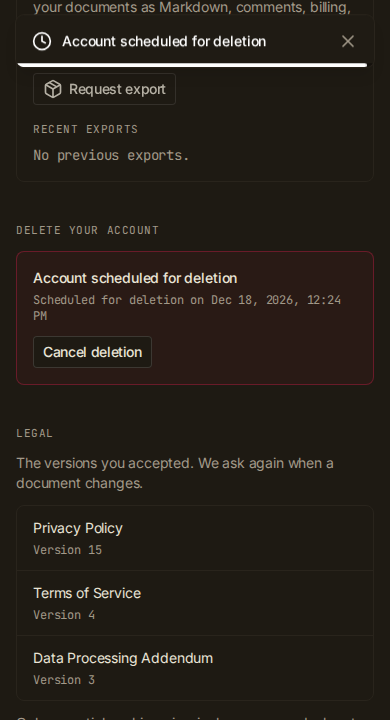 your documents as Markdown, comments, billing,
Account scheduled for deletion
Request export
RECENT EXPORTS
No previous exports.
DELETE YOUR ACCOUNT
Account scheduled for deletion
Scheduled for deletion on Dec 18, 2026, 12:24
PM
Cancel deletion
LEGAL
The versions you accepted. We ask again when a
document changes.
Privacy Policy
Version 15
Terms of Service
Version 4
Data Processing Addendum
Version 3